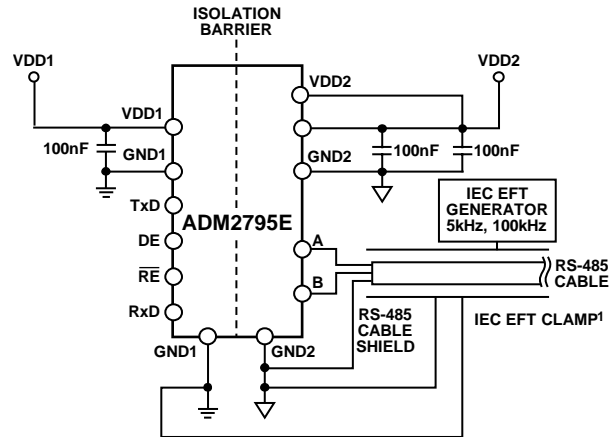 ISOLATION
BARRIER
VDD1
VDD2
VDD2
VDD1
100nF
GND1
GND2
100nF
100nF
TxD
ADM2795E
DE
RE
RxD
A
B
IEC EFT
GENERATOR
5kHz, 100kHz
RS-485
CABLE
RS-485
CABLE
SHIELD
IEC EFT CLAMP1
GND1
GND2